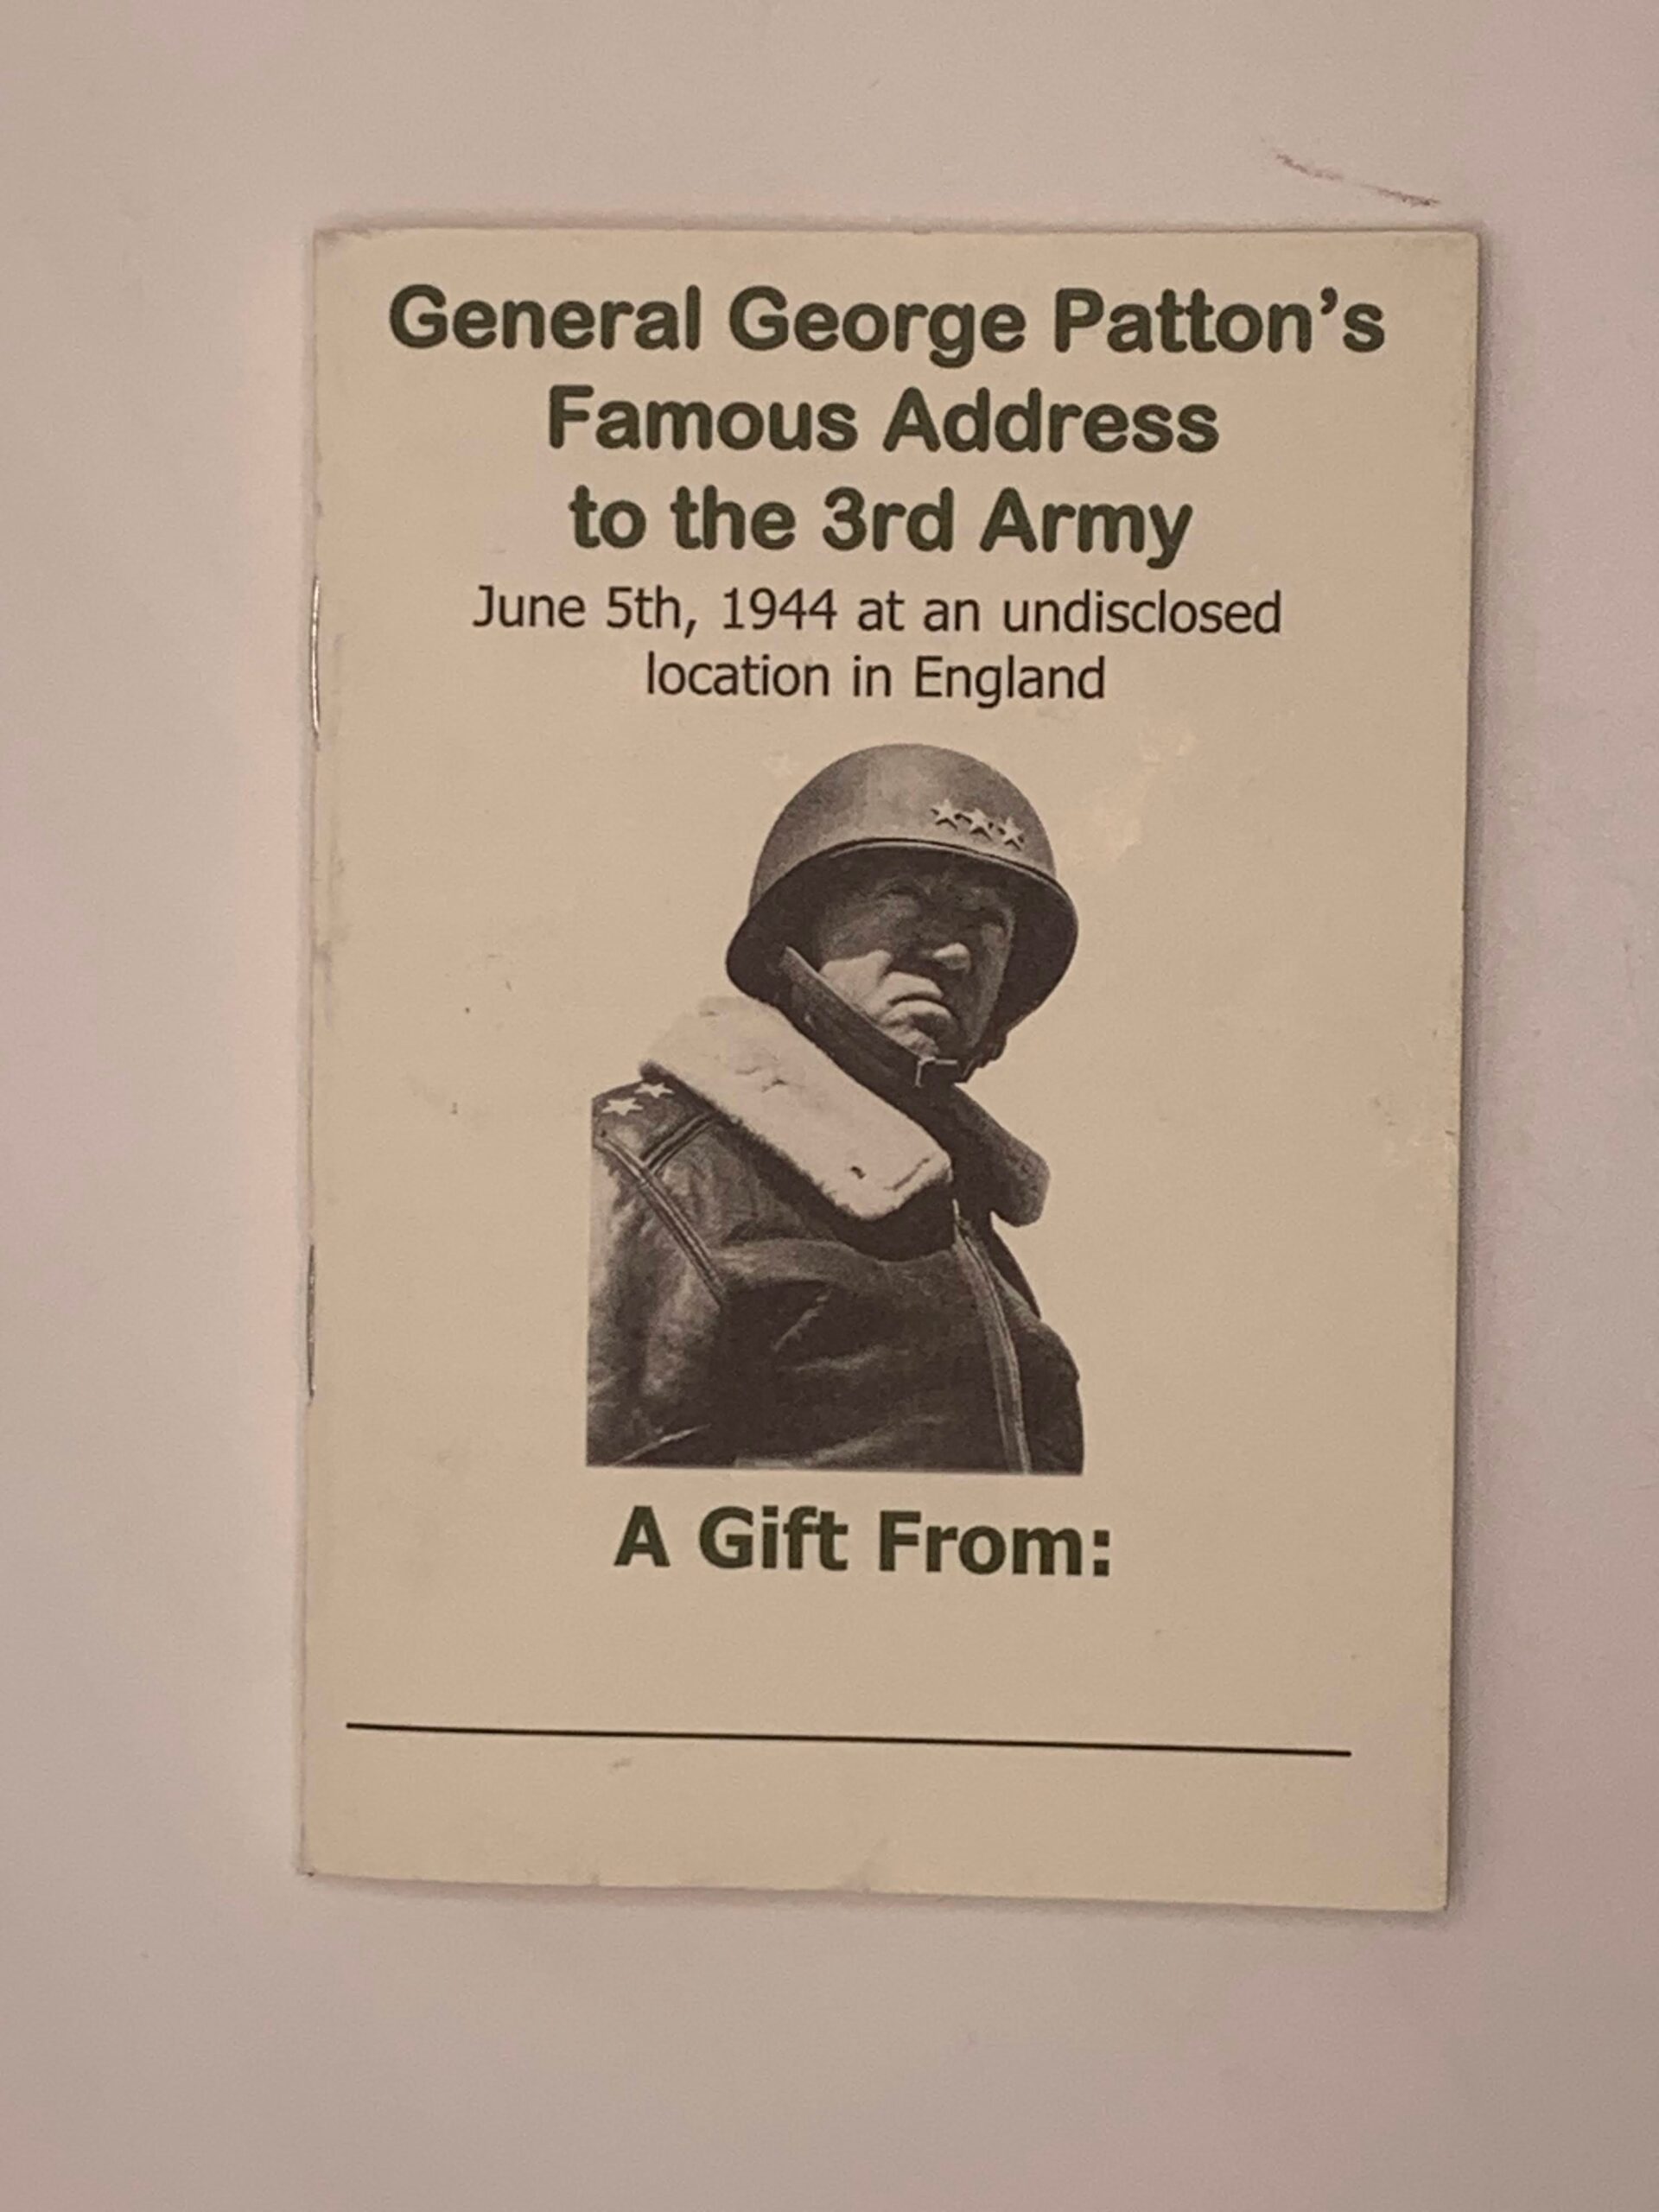 General George Patton’s
Famous Address
to the 3rd Army
June 5th, 1944 at an undisclosed
location in England
A Gift From: